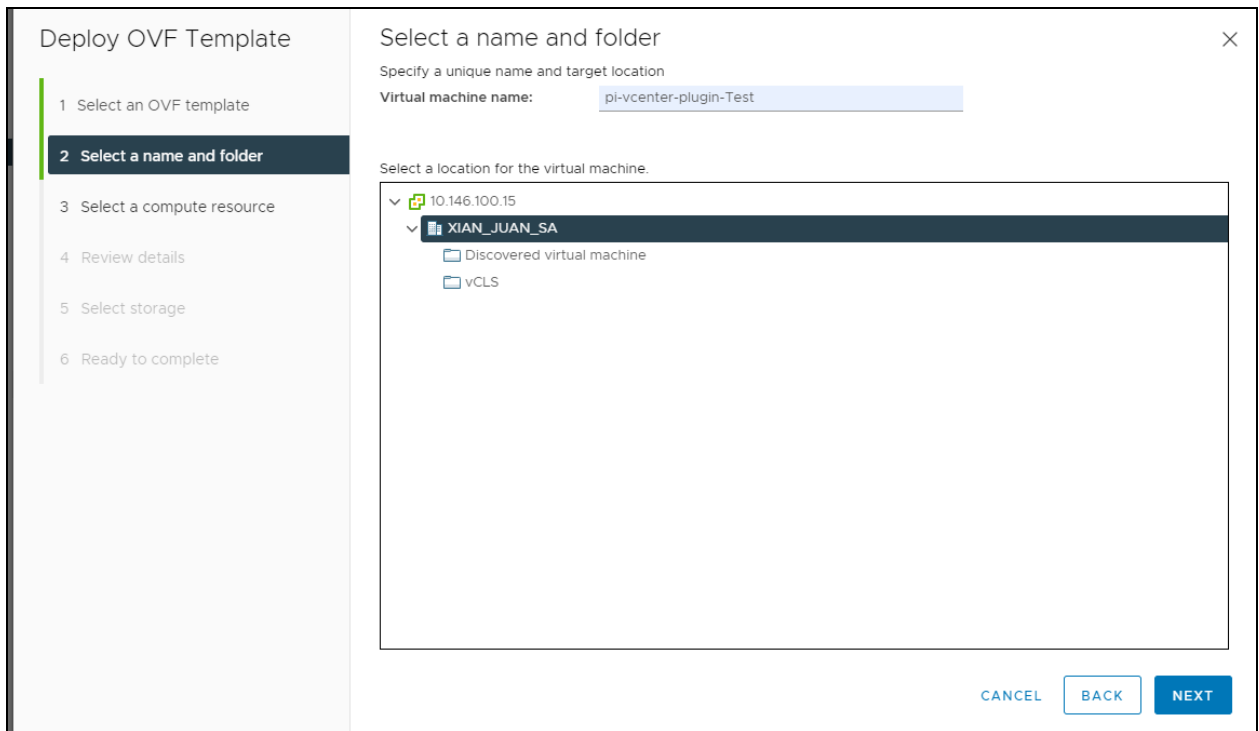 Deploy OVF Template
1 Select an OVF template
2 Select a name and folder
3 Select a compute resource
4 Review details
5 Select storage
6 Ready to complete
Select a name and folder
Specify a unique name and target location
Virtual machine name: pi-vcenter-plugin-Test
Select a location for the virtual machine.
10.146.100.15
XIAN_JUAN_SA
Discovered virtual machine
vCLS
CANCEL BACK NEXT